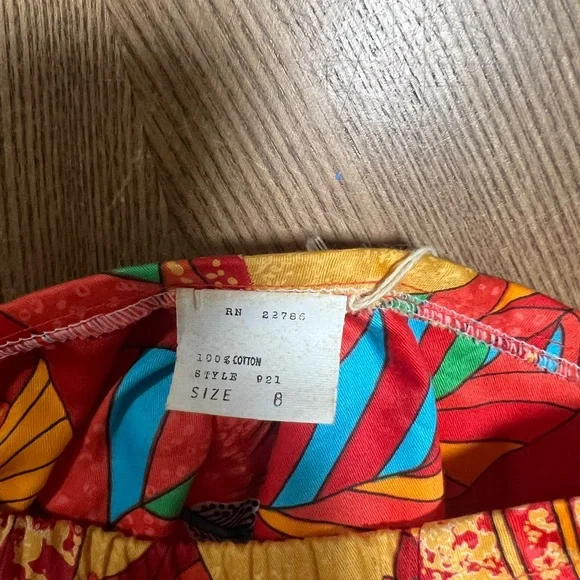 RN 22786
100% COTTON
STYLE 921
SIZE 8